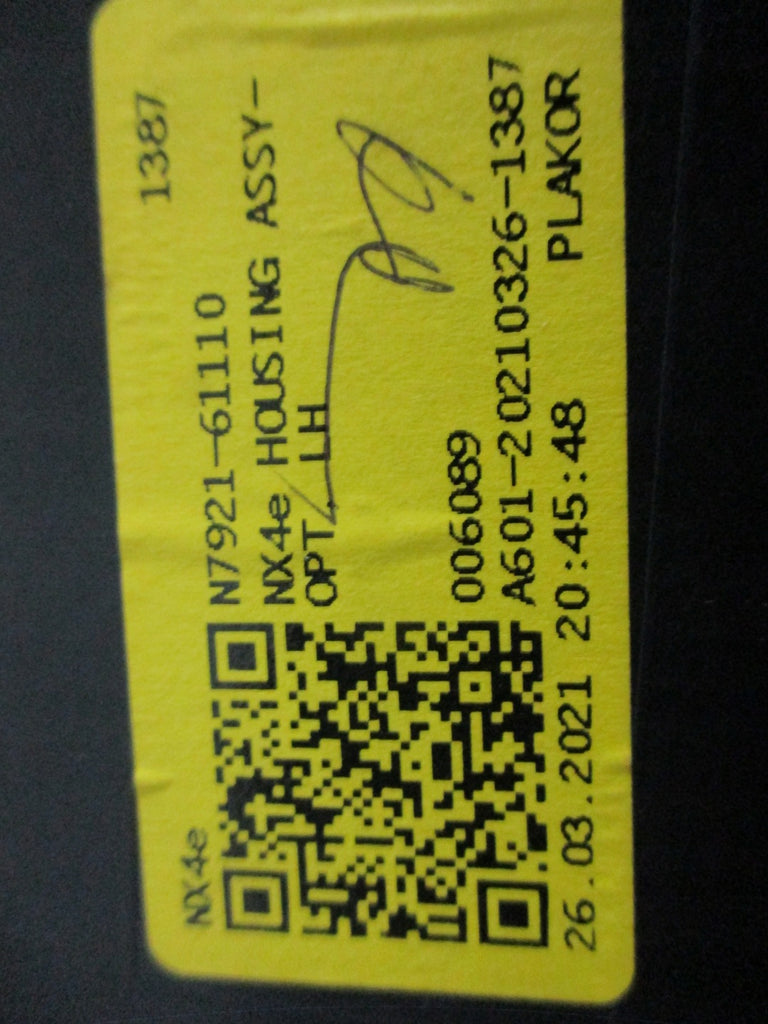 NX4e
1387
N7921-61110
NX4e HOUSING ASSY-
OPT, LH
006089
A601-20210326-1387
26.03.2021 20:45:48 PLAKOR